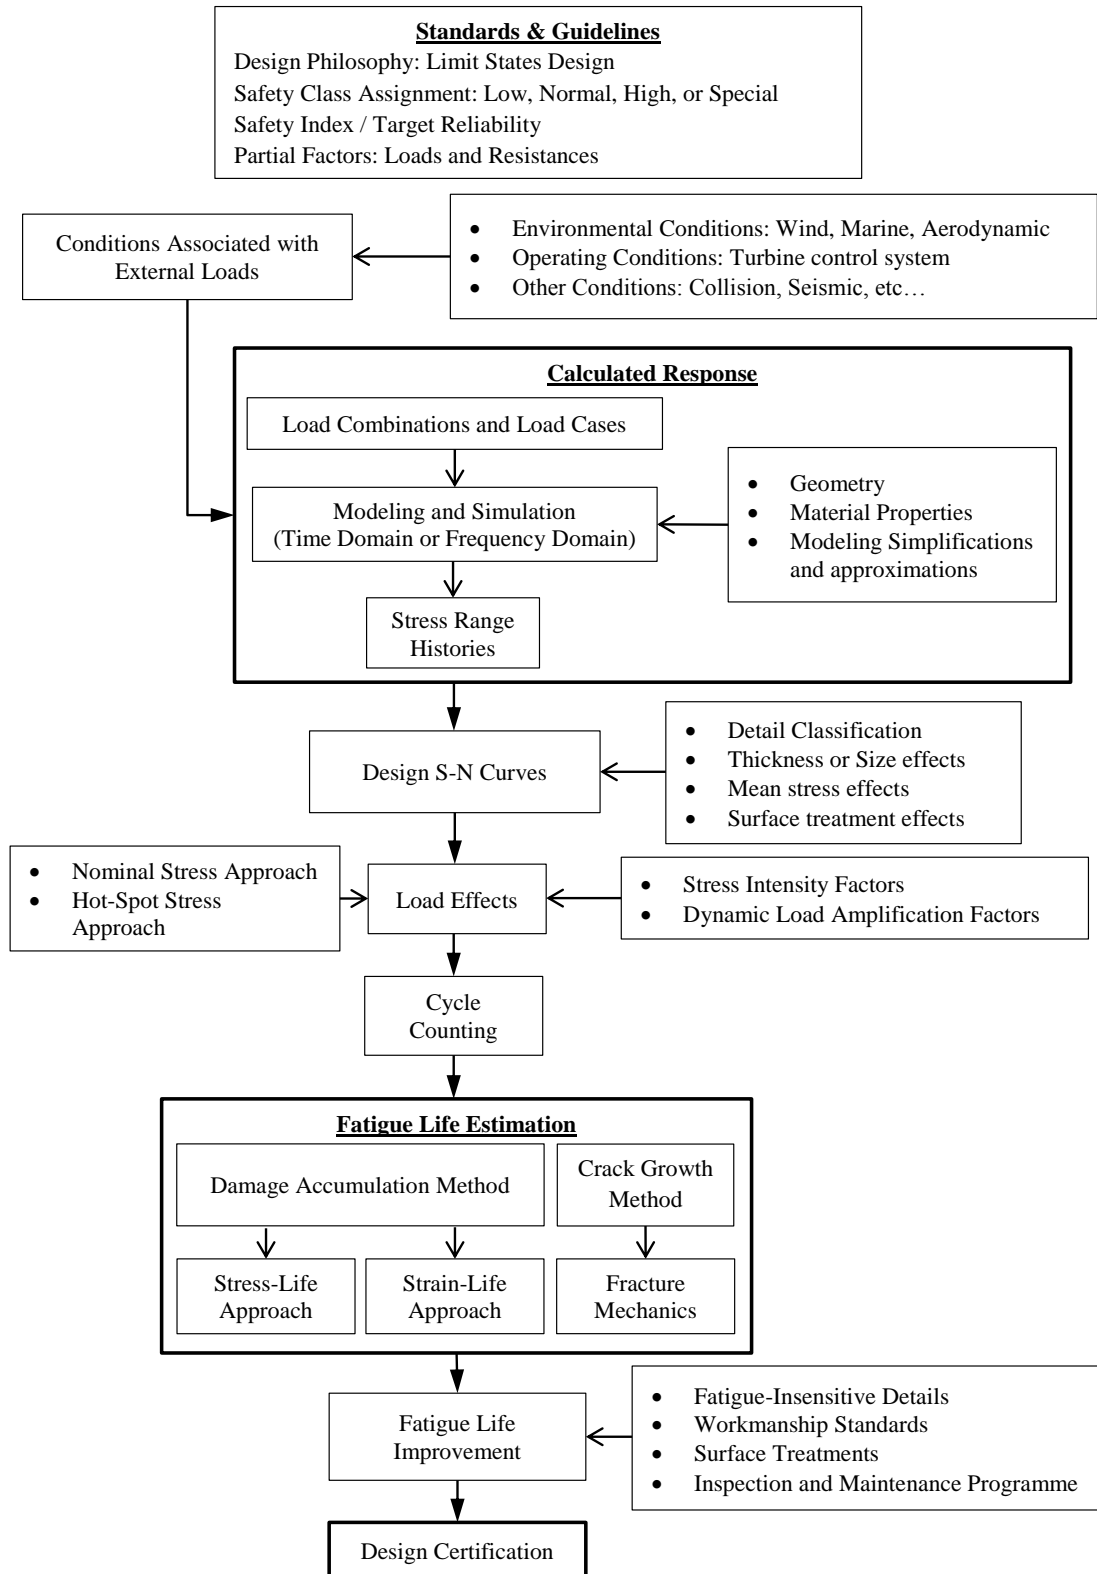 Standards & Guidelines
Design Philosophy: Limit States Design
Safety Class Assignment: Low, Normal, High, or Special
Safety Index / Target Reliability
Partial Factors: Loads and Resistances
Conditions Associated with
External Loads
• Environmental Conditions: Wind, Marine, Aerodynamic
• Operating Conditions: Turbine control system
• Other Conditions: Collision, Seismic, etc…
Calculated Response
Load Combinations and Load Cases
Modeling and Simulation
(Time Domain or Frequency Domain)
• Geometry
• Material Properties
• Modeling Simplifications
and approximations
Stress Range
Histories
Design S-N Curves
• Detail Classification
• Thickness or Size effects
• Mean stress effects
• Surface treatment effects
• Nominal Stress Approach
• Hot-Spot Stress
Approach
Load Effects
• Stress Intensity Factors
• Dynamic Load Amplification Factors
Cycle
Counting
Fatigue Life Estimation
Damage Accumulation Method
Crack Growth
Method
Stress-Life
Approach
Strain-Life
Approach
Fracture
Mechanics
Fatigue Life
Improvement
• Fatigue-Insensitive Details
• Workmanship Standards
• Surface Treatments
• Inspection and Maintenance Programme
Design Certification